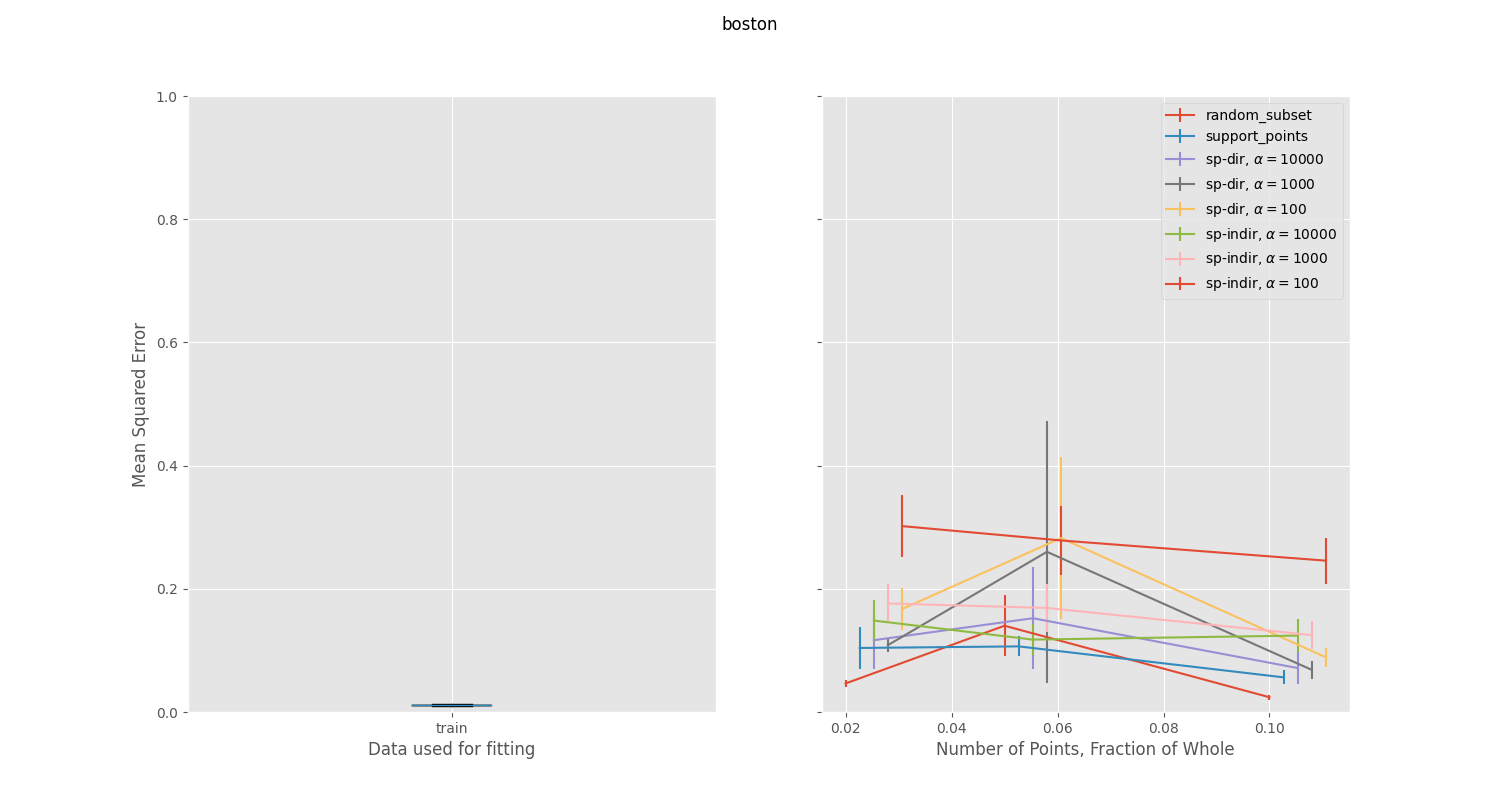 boston
1.0
0.8
0.6
0.4
0.2
0.0
Mean Squared Error
train
Data used for fitting
random_subset
support_points
sp-dir, α = 10000
sp-dir, α = 1000
sp-dir, α = 100
sp-indir, α = 10000
sp-indir, α = 1000
sp-indir, α = 100
0.02 0.04 0.06 0.08 0.10
Number of Points, Fraction of Whole